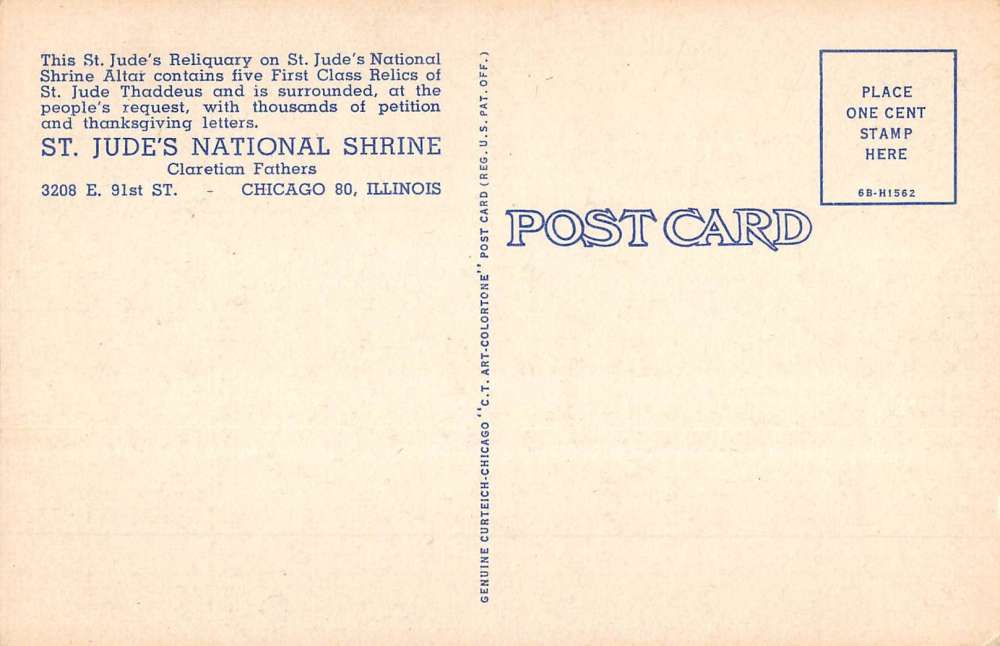 This St. Jude's Reliquary on St. Jude's National
Shrine Altar contains five First Class Relics of
St. Jude Thaddeus and is surrounded, at the
people's request, with thousands of petition
and thanksgiving letters.
ST. JUDE'S NATIONAL SHRINE
Claretian Fathers
3208 E. 91st ST. - CHICAGO 80, ILLINOIS
GENUINE CURTEICH-CHICAGO "C.T. ART-COLORTONE" POST CARD (REG. U.S. PAT. OFF.)
POST CARD
PLACE
ONE CENT
STAMP
HERE
6B-H1562